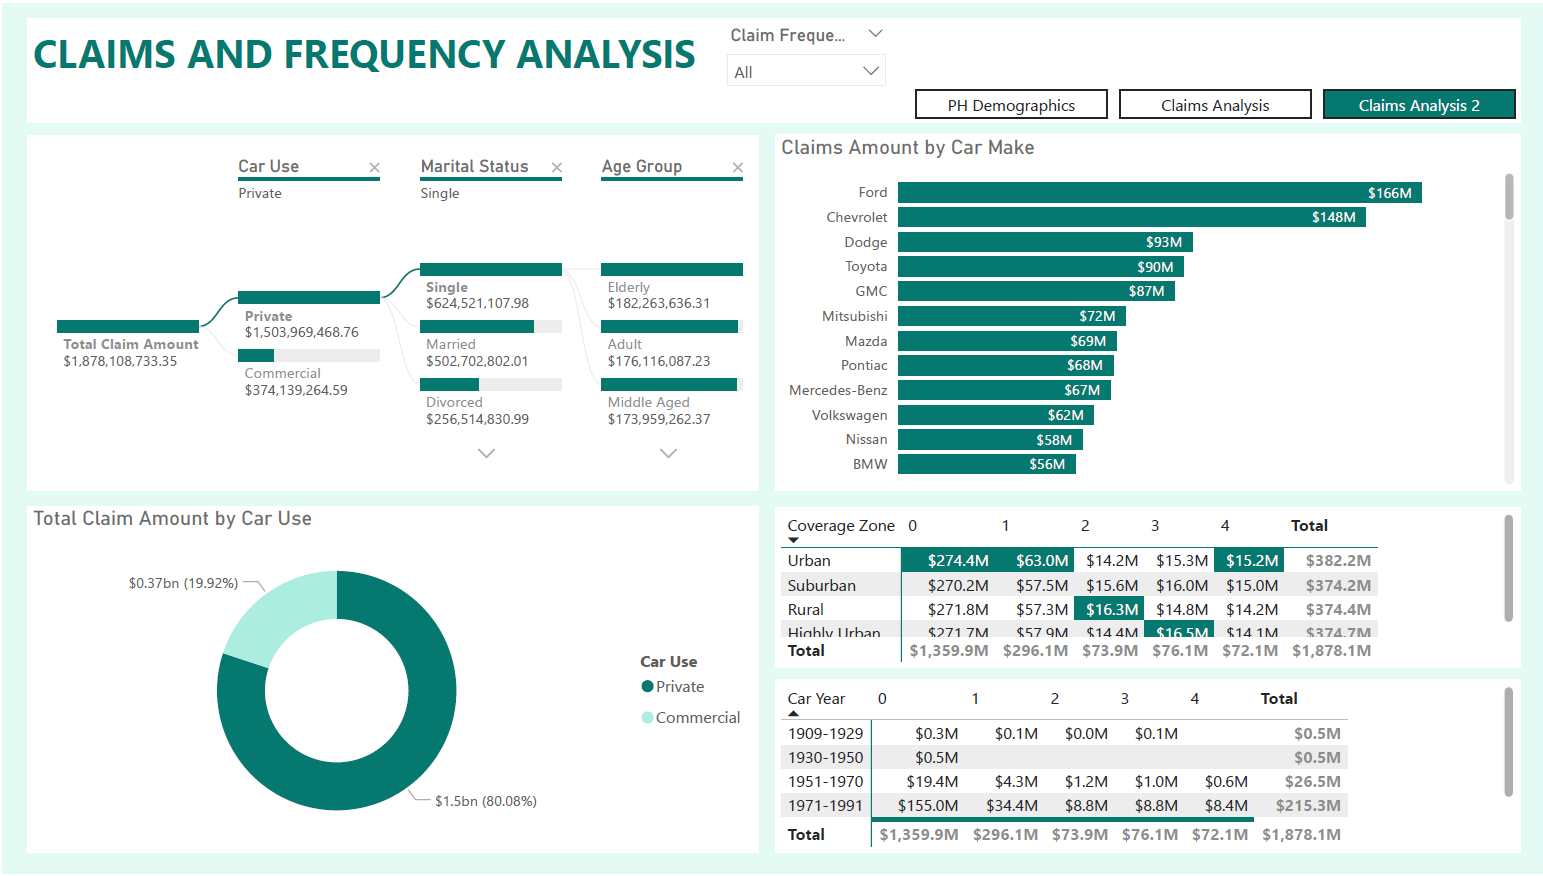 CLAIMS AND FREQUENCY ANALYSIS
Claim Freque...
All
PH Demographics
Claims Analysis
Claims Analysis 2
Car Use
Private
Marital Status
Single
Age Group
Total Claim Amount
$1,878,108,733.35
Private
$1,503,969,468.76
Commercial
$374,139,264.59
Single
$624,521,107.98
Married
$502,702,802.01
Divorced
$256,514,830.99
Elderly
$182,263,636.31
Adult
$176,116,087.23
Middle Aged
$173,959,262.37
Claims Amount by Car Make
Ford $166M
Chevrolet $148M
Dodge $93M
Toyota $90M
GMC $87M
Mitsubishi $72M
Mazda $69M
Pontiac $68M
Mercedes-Benz $67M
Volkswagen $62M
Nissan $58M
BMW $56M
Total Claim Amount by Car Use
$0.37bn (19.92%)
$1.5bn (80.08%)
Car Use
Private
Commercial
Coverage Zone 0 1 2 3 4 Total
Urban $274.4M $63.0M $14.2M $15.3M $15.2M $382.2M
Suburban $270.2M $57.5M $15.6M $16.0M $15.0M $374.2M
Rural $271.8M $57.3M $16.3M $14.8M $14.2M $374.4M
Highly Urban $271.7M $57.9M $14.4M $16.5M $14.1M $374.7M
Total $1,359.9M $296.1M $73.9M $76.1M $72.1M $1,878.1M
Car Year 0 1 2 3 4 Total
1909-1929 $0.3M $0.1M $0.0M $0.1M $0.5M
1930-1950 $0.5M $0.5M
1951-1970 $19.4M $4.3M $1.2M $1.0M $0.6M $26.5M
1971-1991 $155.0M $34.4M $8.8M $8.8M $8.4M $215.3M
Total $1,359.9M $296.1M $73.9M $76.1M $72.1M $1,878.1M